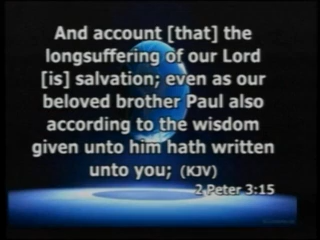 And account [that] the
longsuffering of our Lord
[is] salvation; even as our
beloved brother Paul also
according to the wisdom
given unto him hath written
unto you; (KJV)
2 Peter 3:15